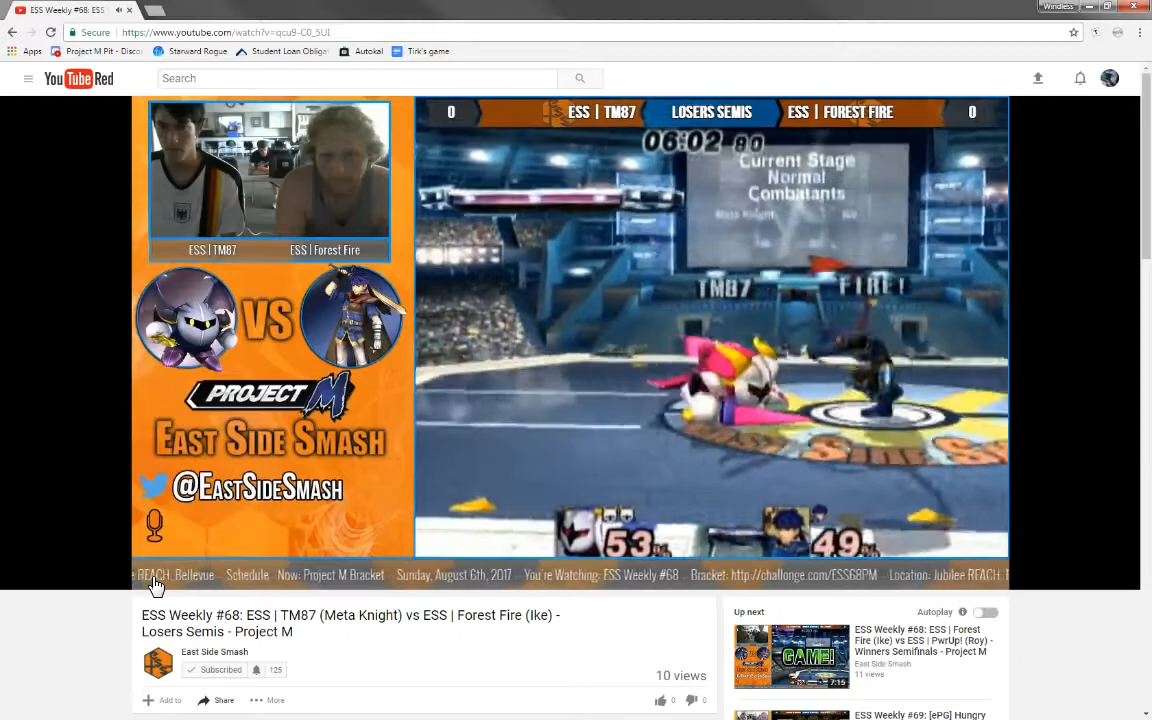 ESS Weekly #68: ESS
Windless
Secure
https://www.youtube.com/watch?v=qcu9-C0_5UI
Apps
Project M Pit - Disco
Starward Rogue
Student Loan Obliga
Autokal
Tirk's game
YouTube Red
Search
0
ESS | TM87
LOSERS SEMIS
ESS | FOREST FIRE
0
06:02 80
Current Stage
Normal
Combatants
Meta Knight
TM87
ESS | TM87
ESS | Forest Fire
VS
PROJECT M
EAST SIDE SMASH
@EASTSIDESMASH
53%
49%
REACH, Bellevue Schedule Now: Project M Bracket Sunday, August 6th, 2017 You're Watching: ESS Weekly #68 Bracket: http://challonge.com/ESS68PM Location: Jubilee REACH,
ESS Weekly #68: ESS | TM87 (Meta Knight) vs ESS | Forest Fire (Ike) -
Losers Semis - Project M
East Side Smash
Subscribed
125
10 views
Add to
Share
More
0
0
Up next
Autoplay
ESS Weekly #68: ESS | Forest
Fire (Ike) vs ESS | PwrUp! (Roy) -
Winners Semifinals - Project M
East Side Smash
11 views
GAME!
7:15
ESS Weekly #69: [ePG] Hungry